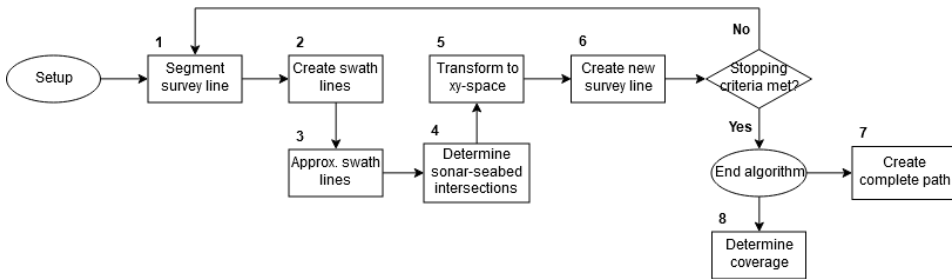 Setup
1
Segment
survey line
2
Create swath
lines
3
Approx. swath
lines
4
Determine
sonar-seabed
intersections
5
Transform to
xy-space
6
Create new
survey line
No
Stopping
criteria met?
Yes
End algorithm
7
Create
complete path
8
Determine
coverage